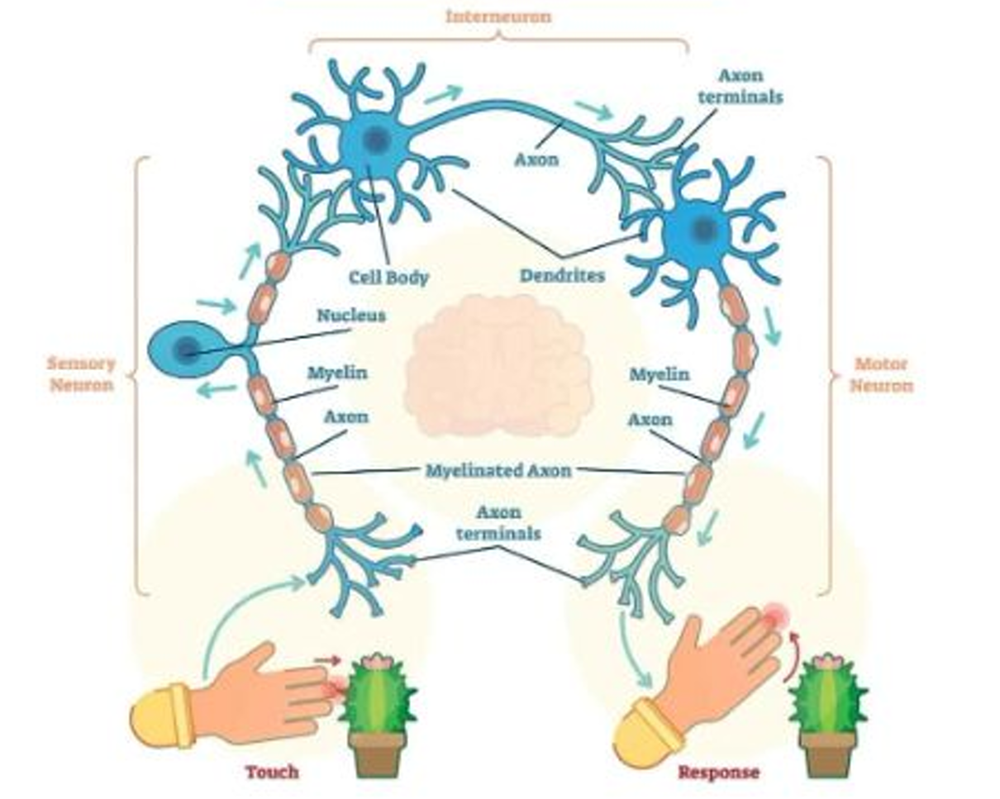 Interneuron
Axon
terminals
Axon
Cell Body
Dendrites
Nucleus
Sensory
Neuron
Myelin
Myelin
Motor
Neuron
Axon
Axon
Myelinated Axon
Axon
terminals
Touch
Response